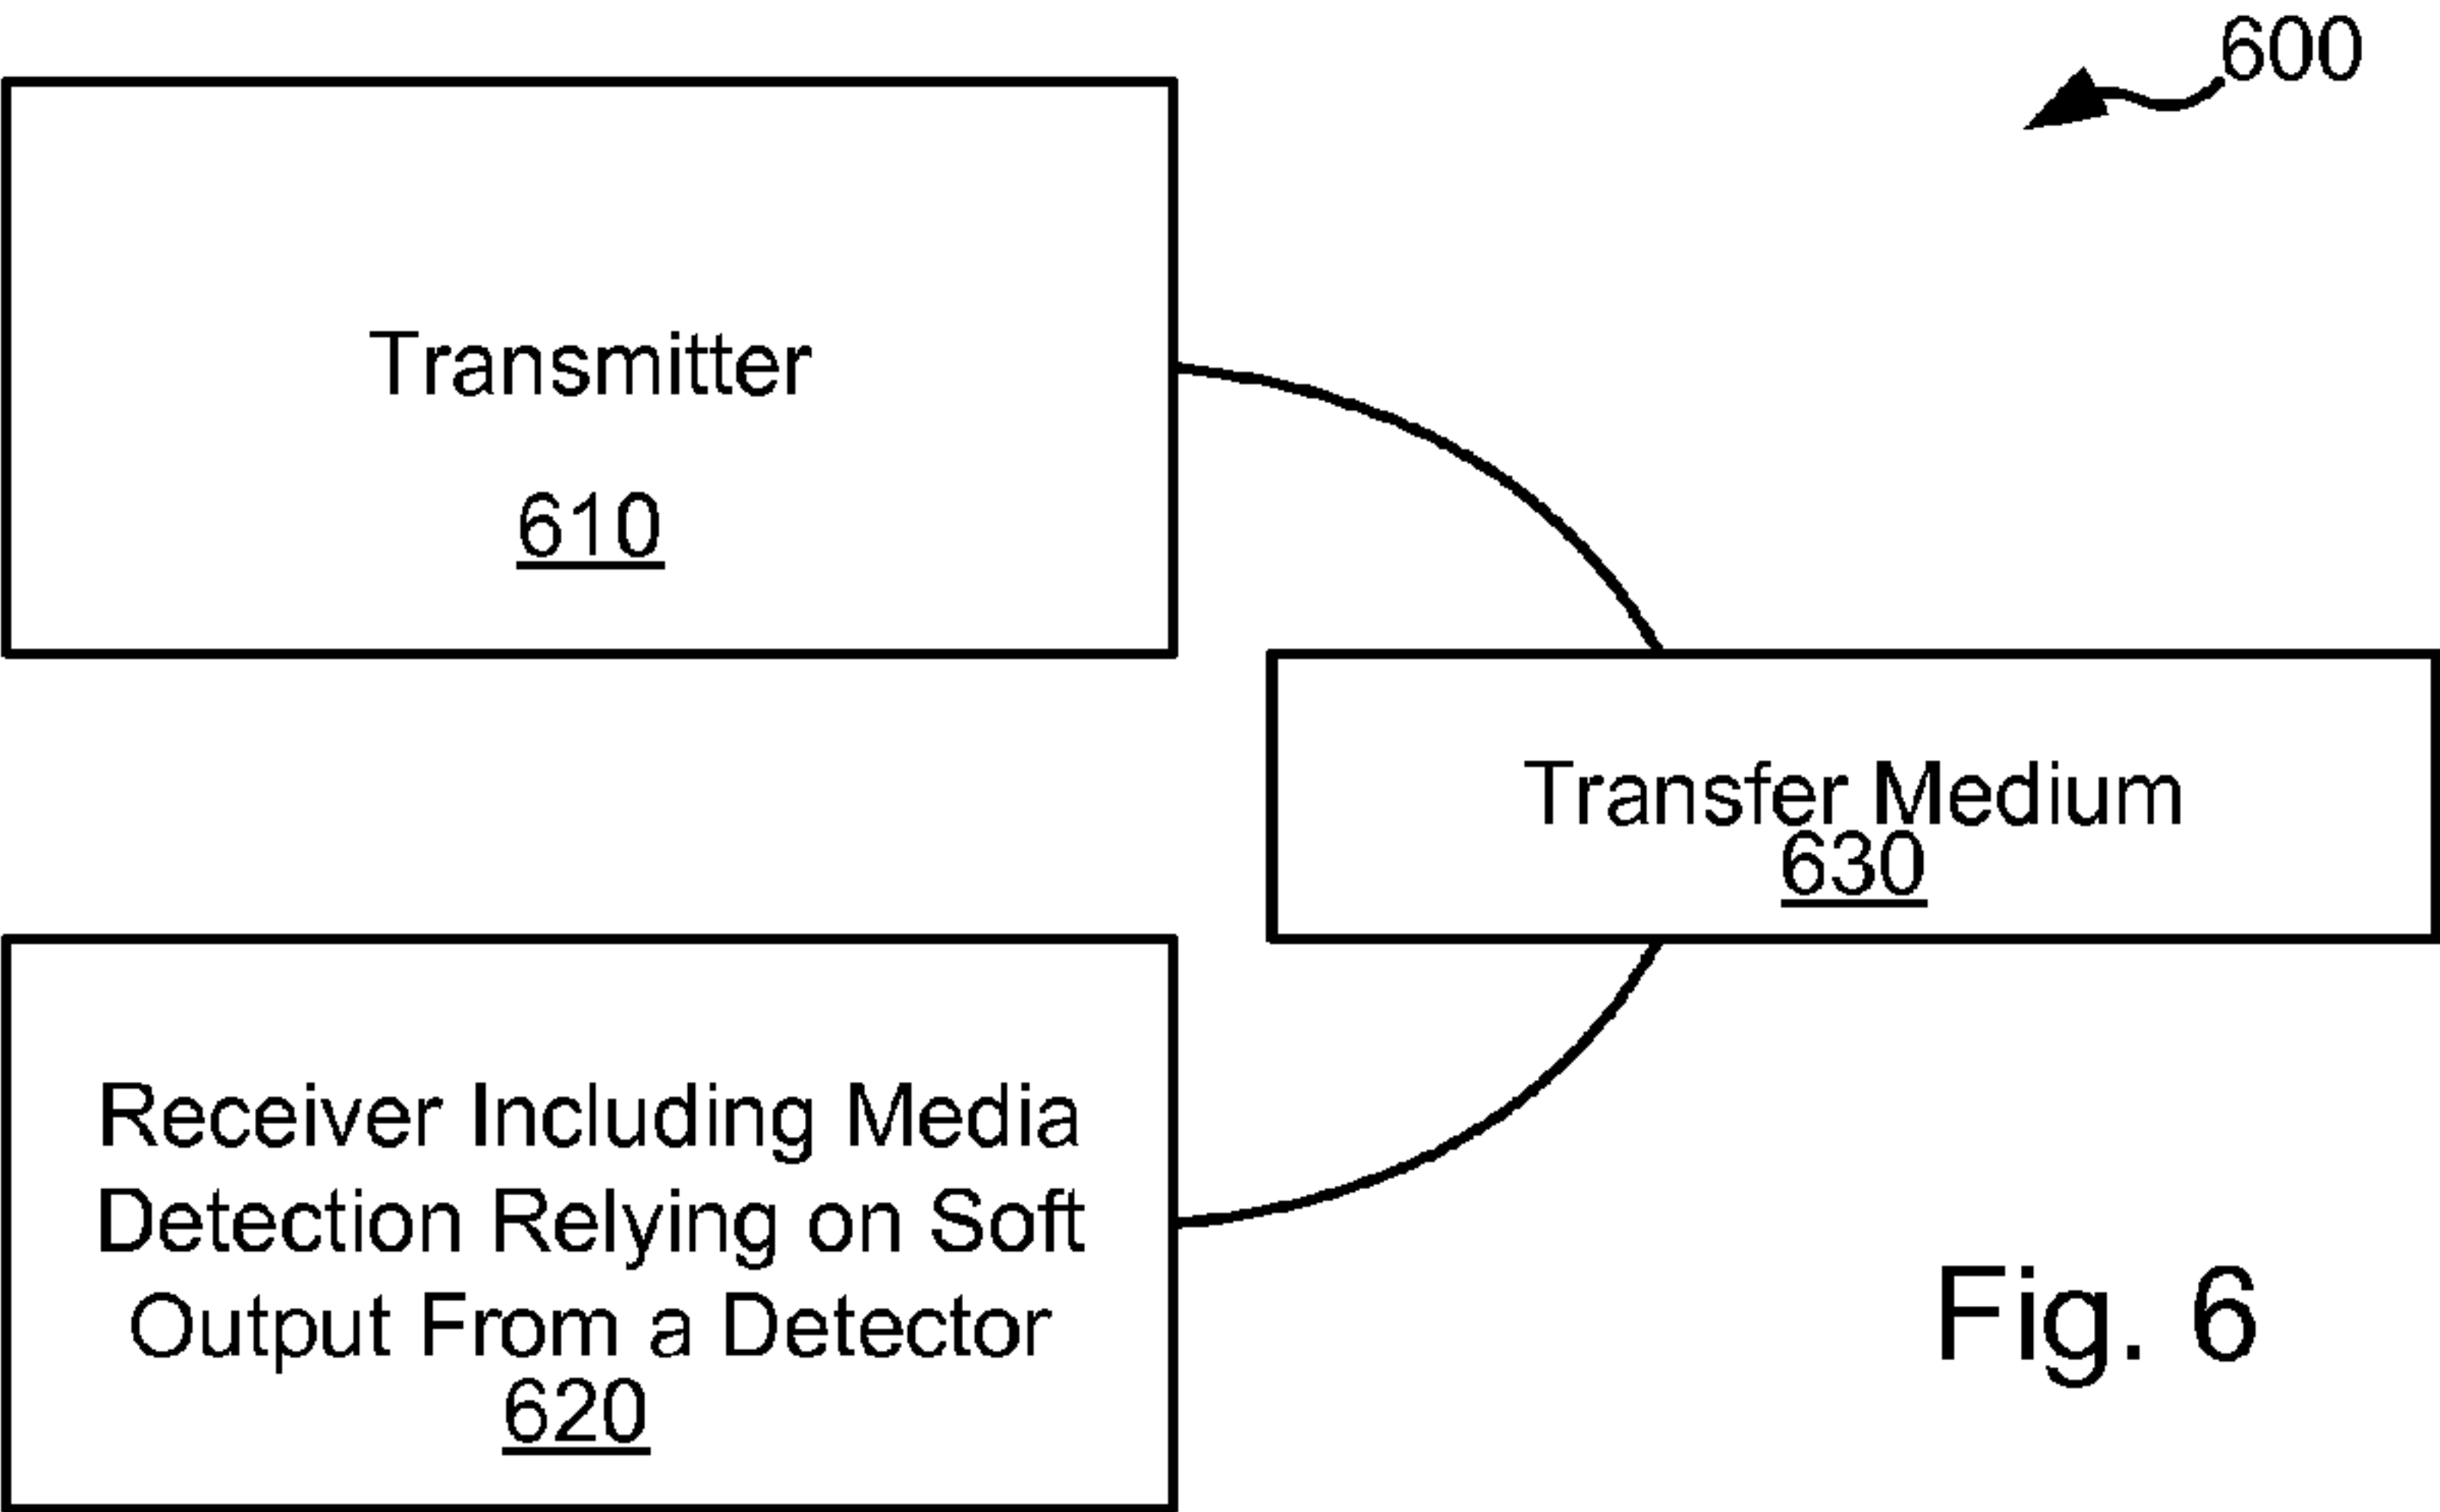 600
Transmitter
610
Transfer Medium
630
Receiver Including Media
Detection Relying on Soft
Output From a Detector
620
Fig. 6